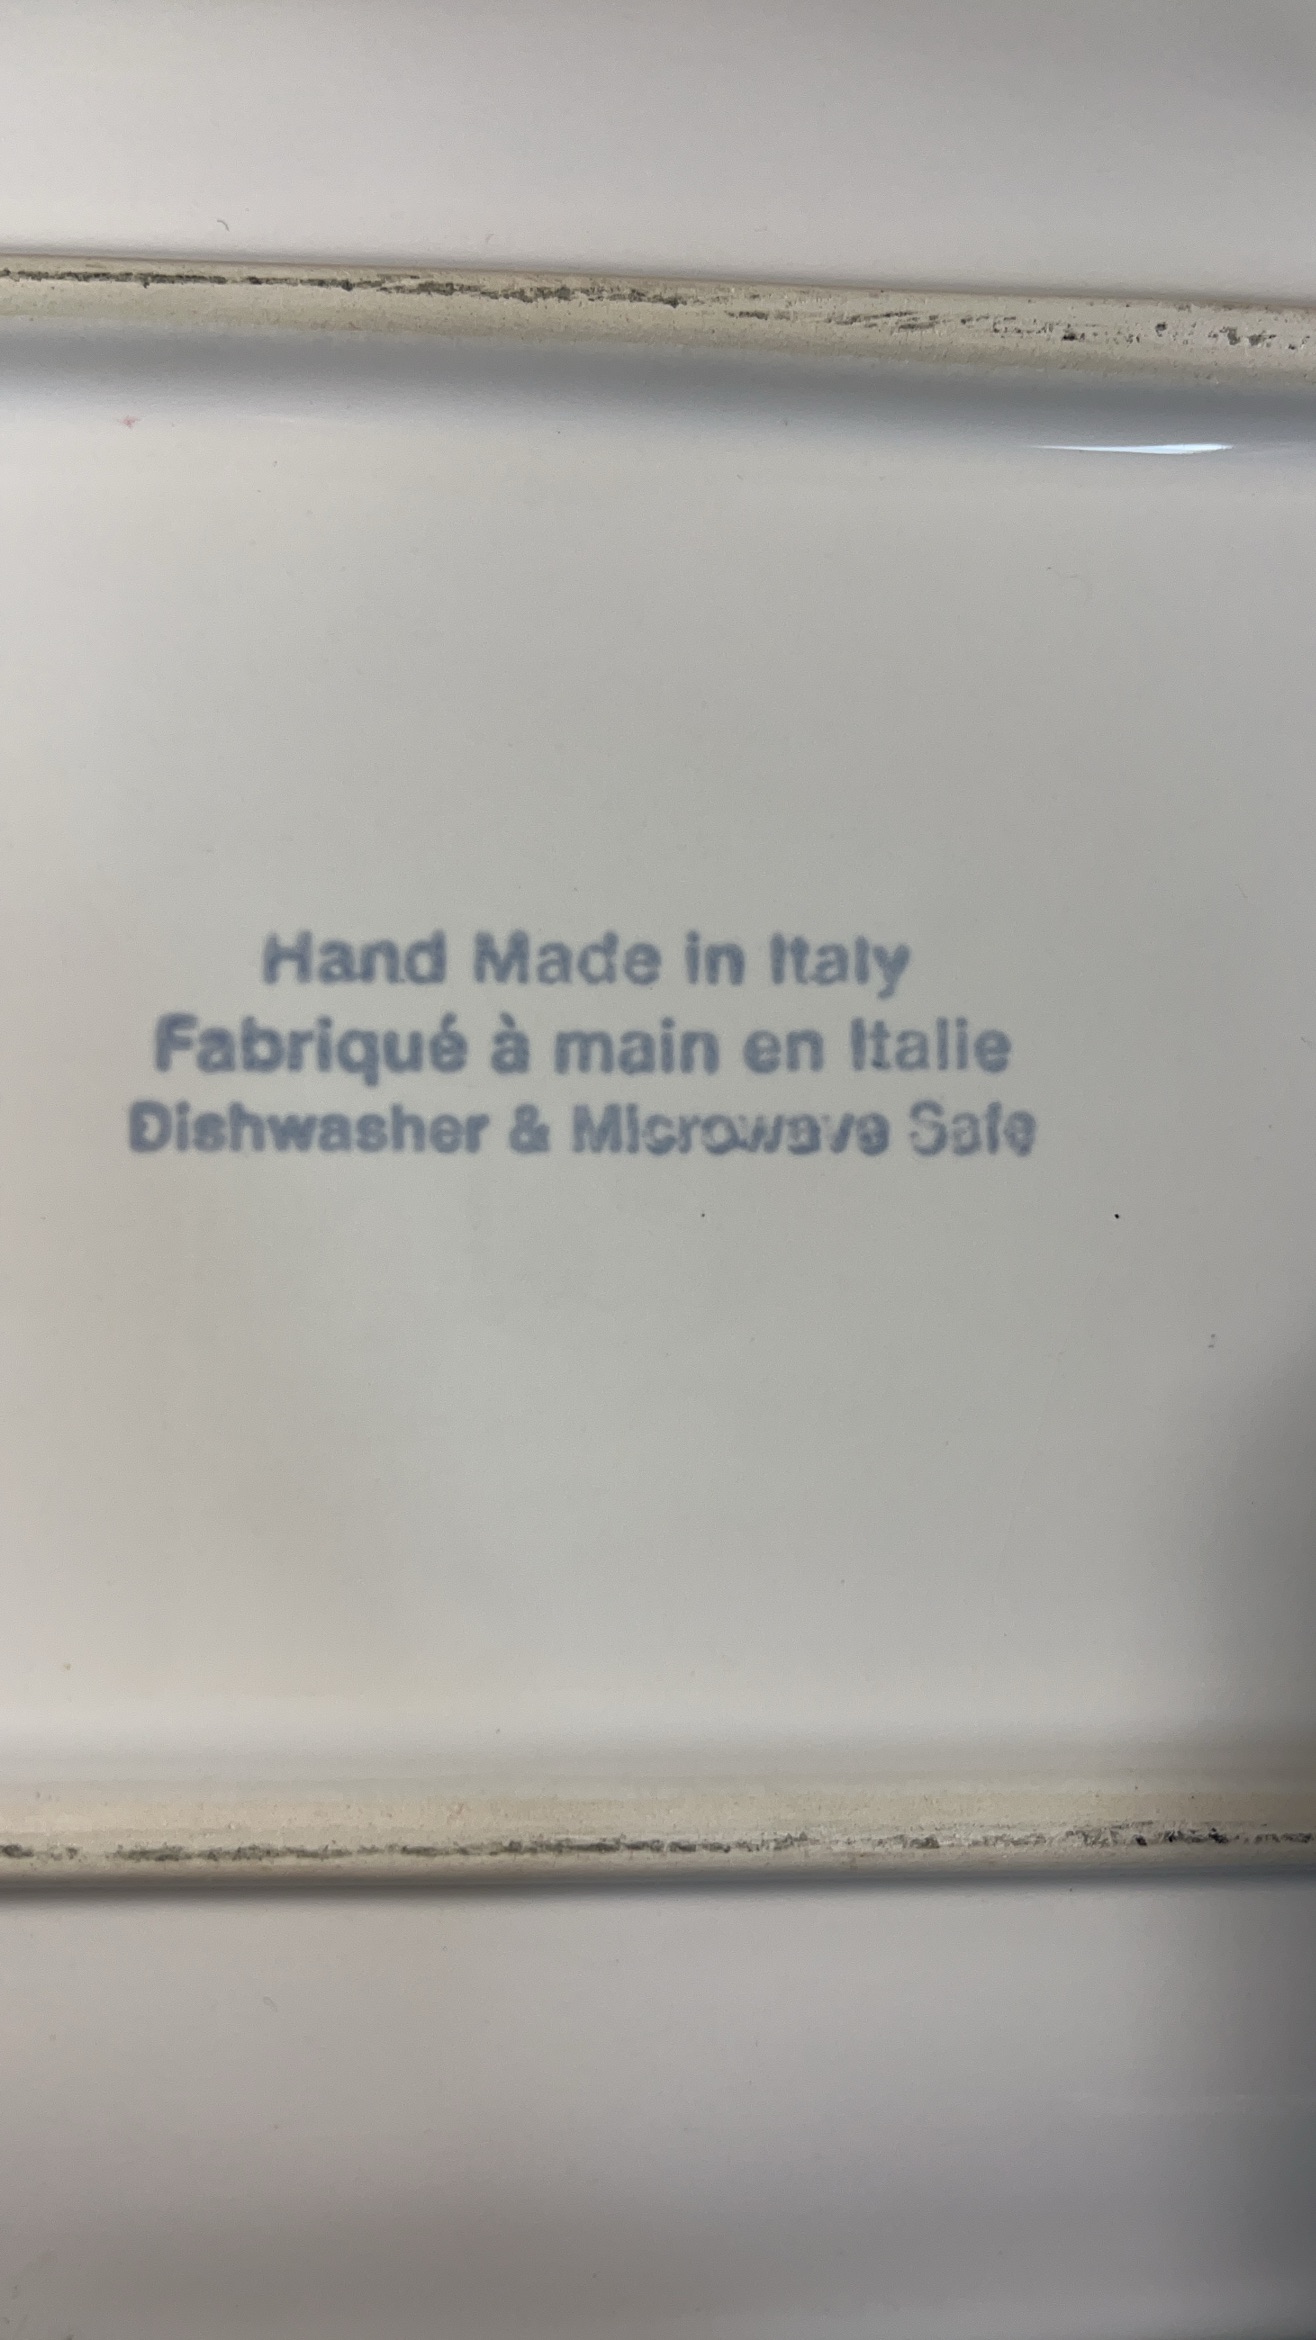 Hand Made in Italy
Fabriqué à main en Italie
Dishwasher & Microwave Safe